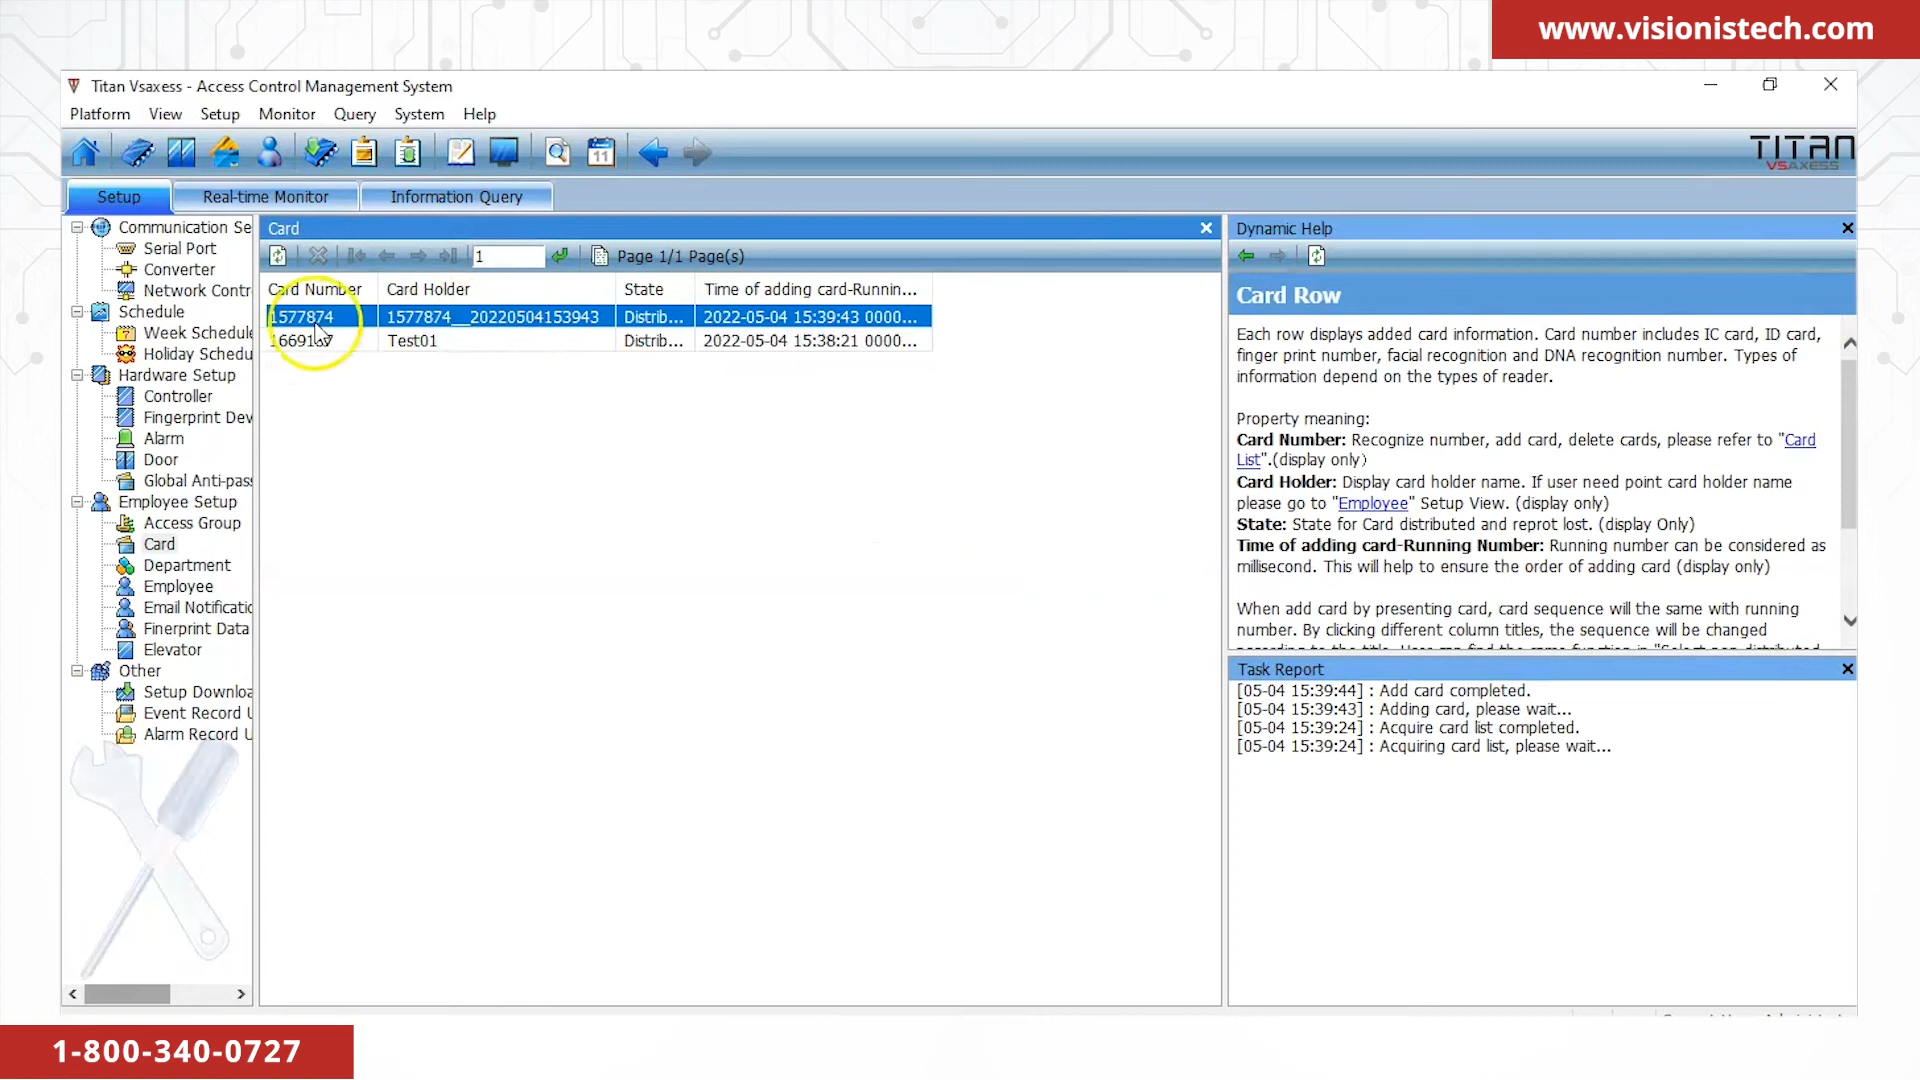 www.visionistech.com
Titan Vsaxess - Access Control Management System
Platform View Setup Monitor Query System Help
11
TITAN
VSAXESS
Setup Real-time Monitor Information Query
Communication Se
Serial Port
Converter
Network Contr
Schedule
Week Schedule
Holiday Schedu
Hardware Setup
Controller
Fingerprint Dev
Alarm
Door
Global Anti-pass
Employee Setup
Access Group
Card
Department
Employee
Email Notificatio
Finerprint Data
Elevator
Other
Setup Downloa
Event Record U
Alarm Record U
Card
1 Page 1/1 Page(s)
Card Number Card Holder State Time of adding card-Runnin...
1577874 1577874__20220504153943 Distrib... 2022-05-04 15:39:43 0000...
Test01 Distrib... 2022-05-04 15:38:21 0000...
Dynamic Help
Card Row
Each row displays added card information. Card number includes IC card, ID card,
finger print number, facial recognition and DNA recognition number. Types of
information depend on the types of reader.
Property meaning:
Card Number: Recognize number, add card, delete cards, please refer to "Card
List".(display only)
Card Holder: Display card holder name. If user need point card holder name
please go to "Employee" Setup View. (display only)
State: State for Card distributed and reprot lost. (display Only)
Time of adding card-Running Number: Running number can be considered as
millisecond. This will help to ensure the order of adding card (display only)
When add card by presenting card, card sequence will the same with running
number. By clicking different column titles, the sequence will be changed
Task Report
[05-04 15:39:44] : Add card completed.
[05-04 15:39:43] : Adding card, please wait...
[05-04 15:39:24] : Acquire card list completed.
[05-04 15:39:24] : Acquiring card list, please wait...
1-800-340-0727